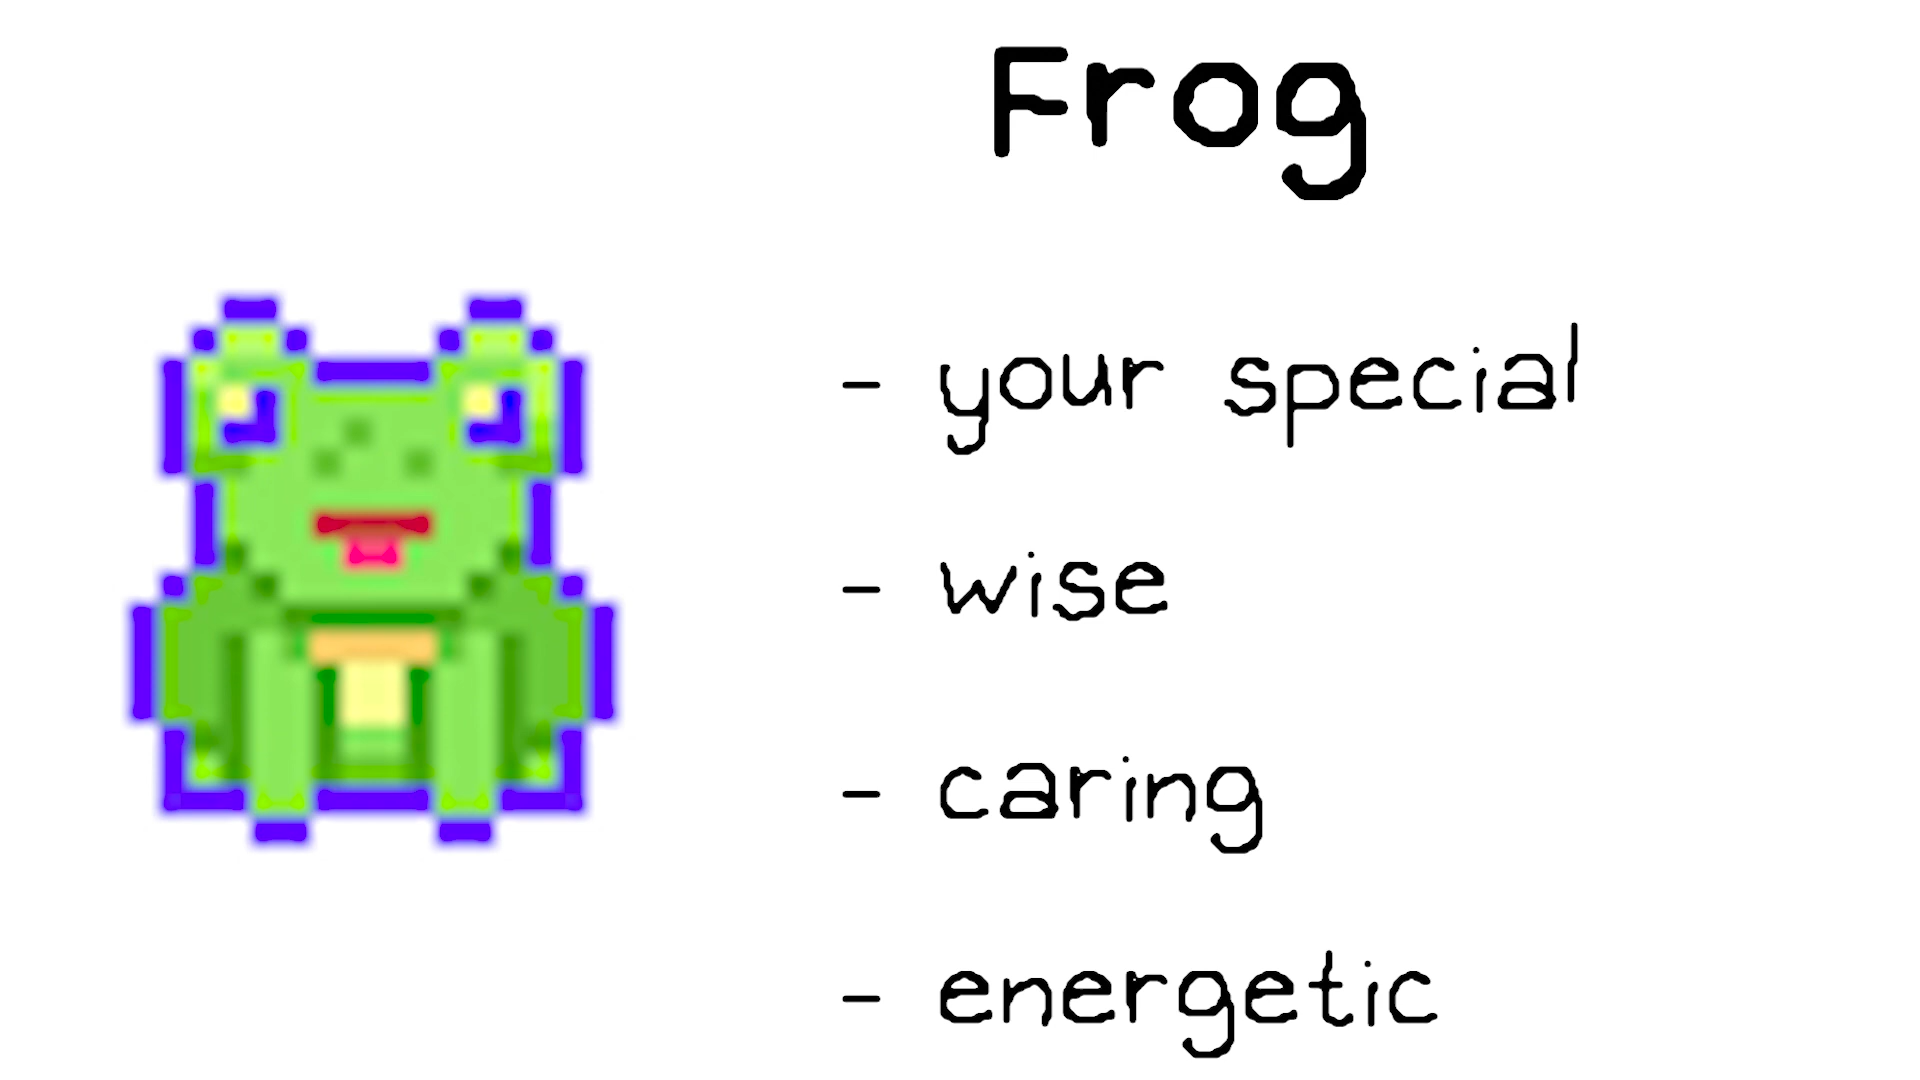 Frog
- your special
- wise
- caring
- energetic